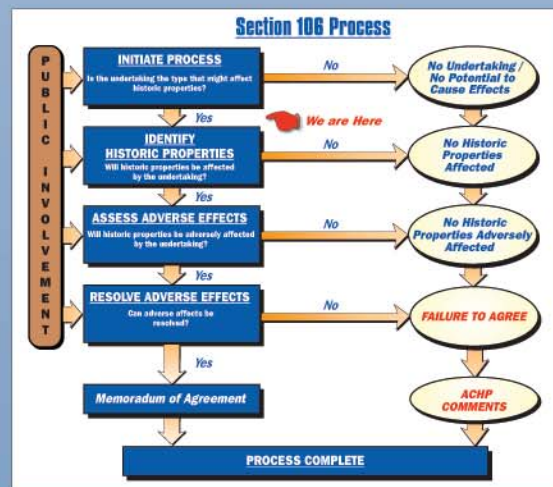 Section 106 Process
PUBLIC INVOLVEMENT
INITIATE PROCESS
Is the undertaking the type that might affect
historic properties?
No
No Undertaking /
No Potential to
Cause Effects
Yes
We are Here
IDENTIFY
HISTORIC PROPERTIES
Will historic properties be affected
by the undertaking?
No
No Historic
Properties
Affected
Yes
ASSESS ADVERSE EFFECTS
Will historic properties be adversely affected
by the undertaking?
No
No Historic
Properties Adversely
Affected
Yes
RESOLVE ADVERSE EFFECTS
Can adverse affects be
resolved?
No
FAILURE TO AGREE
Yes
Memoradum of Agreement
ACHP
COMMENTS
PROCESS COMPLETE